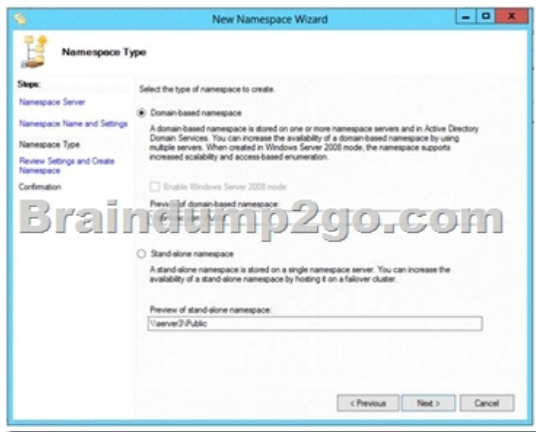 New Namespace Wizard
Namespace Type
Steps:
Namespace Server
Namespace Name and Settings
Namespace Type
Review Settings and Create
Namespace
Confirmation
Select the type of namespace to create.
Domain-based namespace
A domain-based namespace is stored on one or more namespace servers and in Active Directory
Domain Services. You can increase the availability of a domain-based namespace by using
multiple servers. When created in Windows Server 2008 mode, the namespace supports
increased scalability and access-based enumeration.
Enable Windows Server 2008 mode
Preview of domain-based namespace:
Braindump2go.com
Stand-alone namespace
A stand-alone namespace is stored on a single namespace server. You can increase the
availability of a stand-alone namespace by hosting it on a failover cluster.
Preview of stand-alone namespace:
\\server3\Public
< Previous
Next >
Cancel